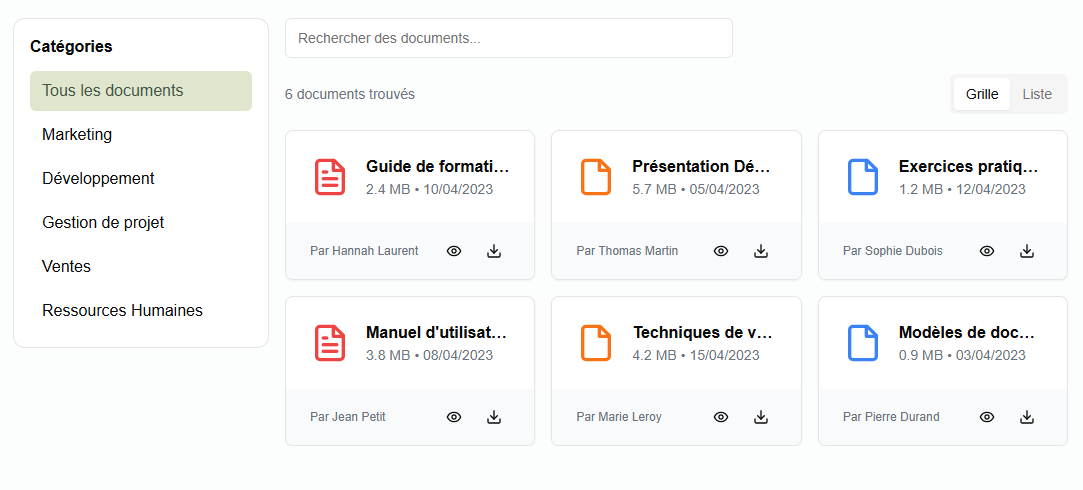 Catégories
Tous les documents
Marketing
Développement
Gestion de projet
Ventes
Ressources Humaines
Rechercher des documents...
6 documents trouvés
Grille
Liste
Guide de formati...
2.4 MB • 10/04/2023
Par Hannah Laurent
Présentation Dé...
5.7 MB • 05/04/2023
Par Thomas Martin
Exercices pratiq...
1.2 MB • 12/04/2023
Par Sophie Dubois
Manuel d'utilisat...
3.8 MB • 08/04/2023
Par Jean Petit
Techniques de v...
4.2 MB • 15/04/2023
Par Marie Leroy
Modèles de doc...
0.9 MB • 03/04/2023
Par Pierre Durand